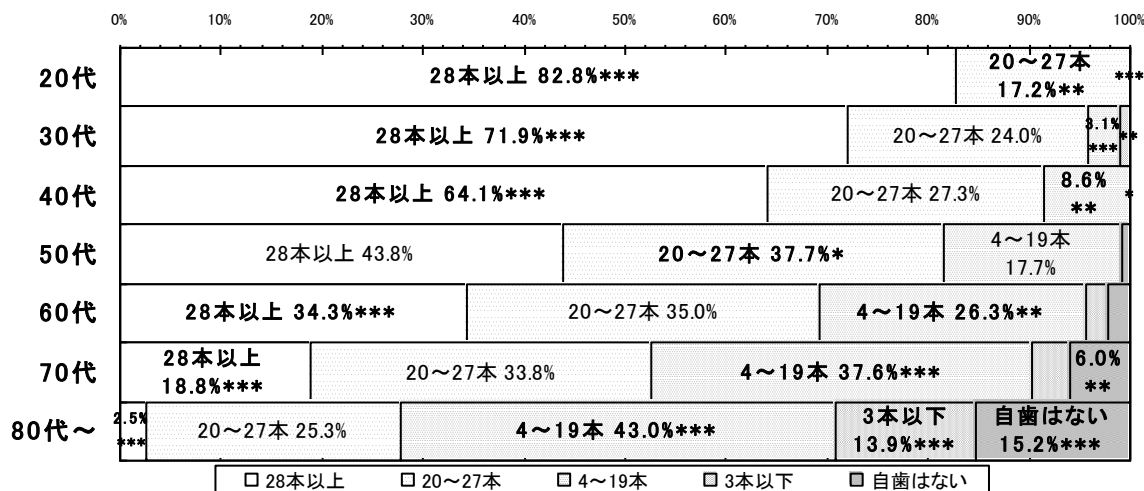 0% 10% 20% 30% 40% 50% 60% 70% 80% 90% 100%
20代 28本以上 82.8%*** 20～27本 ***
17.2%**
30代 28本以上 71.9%*** 20～27本 24.0% 3.1% **
***
40代 28本以上 64.1%*** 20～27本 27.3% 8.6% *
**
50代 28本以上 43.8% 20～27本 37.7%* 4～19本
17.7%
60代 28本以上 34.3%*** 20～27本 35.0% 4～19本 26.3%**
70代 28本以上 20～27本 33.8% 4～19本 37.6%*** 6.0%
18.8%*** **
80代～ 2.5% 20～27本 25.3% 4～19本 43.0%*** 3本以下 自歯はない
*** 13.9%*** 15.2%***
28本以上 20～27本 4～19本 3本以下 自歯はない